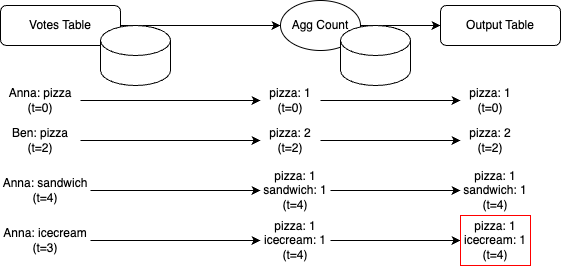 Votes Table
Agg Count
Output Table
Anna: pizza
(t=0)
pizza: 1
(t=0)
pizza: 1
(t=0)
Ben: pizza
(t=2)
pizza: 2
(t=2)
pizza: 2
(t=2)
Anna: sandwich
(t=4)
pizza: 1
sandwich: 1
(t=4)
pizza: 1
sandwich: 1
(t=4)
Anna: icecream
(t=3)
pizza: 1
icecream: 1
(t=4)
pizza: 1
icecream: 1
(t=4)